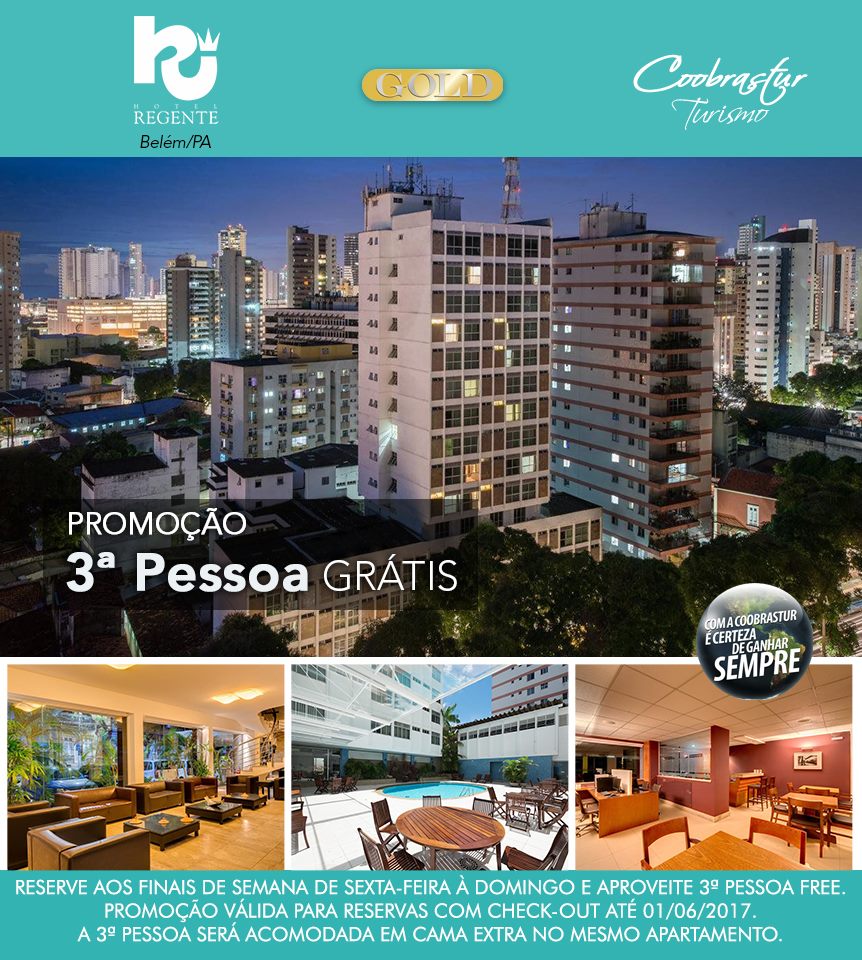 HOTEL
REGENTE
Belém/PA
GOLD
Coobrastur
Turismo
PROMOÇÃO
3ª Pessoa GRÁTIS
COM A COOBRASTUR
É CERTEZA
DE GANHAR
SEMPRE
RESERVE AOS FINAIS DE SEMANA DE SEXTA-FEIRA À DOMINGO E APROVEITE 3ª PESSOA FREE.
PROMOÇÃO VÁLIDA PARA RESERVAS COM CHECK-OUT ATÉ 01/06/2017.
A 3ª PESSOA SERÁ ACOMODADA EM CAMA EXTRA NO MESMO APARTAMENTO.